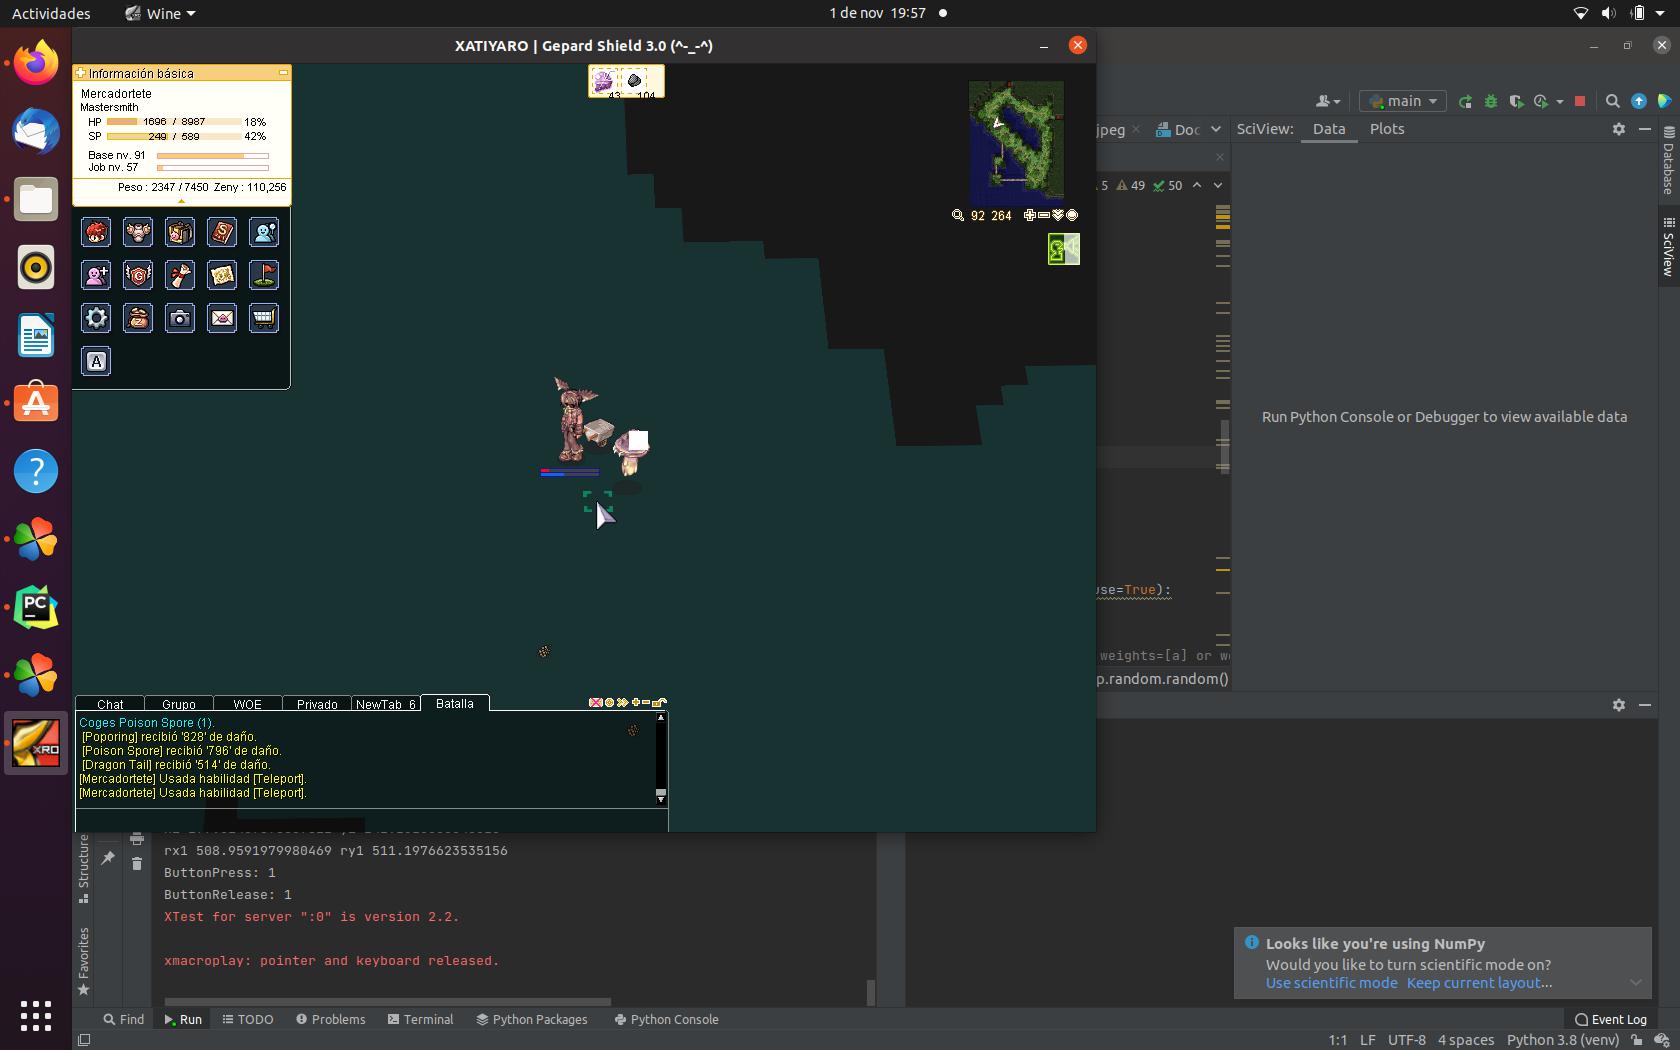 Actividades
Wine
1 de nov 19:57
XATIYARO | Gepard Shield 3.0 (^-_-^)
Información básica
Mercadortete
Mastersmith
HP 1696 / 8987 18%
SP 249 / 589 42%
Base nv. 91
Job nv. 57
Peso : 2347 / 7450 Zeny : 110,256
43 104
92 264
A
main
jpeg
Doc
SciView: Data Plots
5 49 50
Database
SciView
Run Python Console or Debugger to view available data
use=True):
weights=[a] or we
p.random.random()
Chat Grupo WOE Privado NewTab 6 Batalla
Coges Poison Spore (1).
[Poporing] recibió '828' de daño.
[Poison Spore] recibió '796' de daño.
[Dragon Tail] recibió '514' de daño.
[Mercadortete] Usada habilidad [Teleport].
[Mercadortete] Usada habilidad [Teleport].
PC
XRO
rx1 508.9591979980469 ry1 511.1976623535156
ButtonPress: 1
ButtonRelease: 1
XTest for server ":0" is version 2.2.
xmacroplay: pointer and keyboard released.
Structure
Favorites
Looks like you're using NumPy
Would you like to turn scientific mode on?
Use scientific mode Keep current layout...
Find Run TODO Problems Terminal Python Packages Python Console
Event Log
1:1 LF UTF-8 4 spaces Python 3.8 (venv)